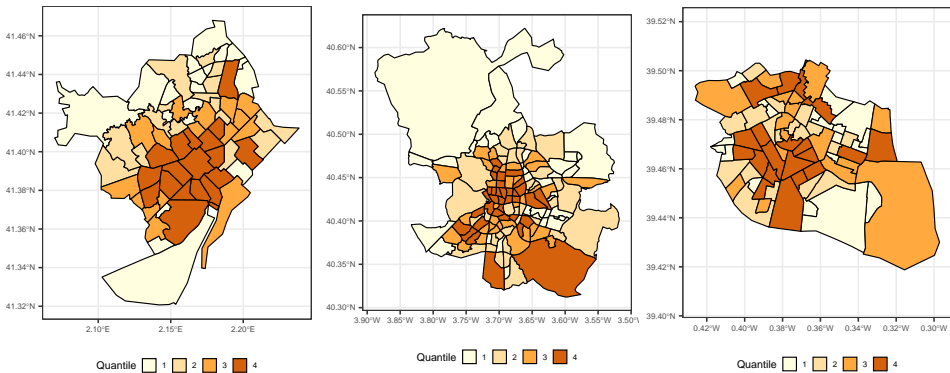 41.46°N
41.44°N
41.42°N
41.40°N
41.38°N
41.36°N
41.34°N
41.32°N
2.10°E
2.15°E
2.20°E
Quantile 1 2 3 4
40.60°N
40.55°N
40.50°N
40.45°N
40.40°N
40.35°N
40.30°N
3.90°W
3.85°W
3.80°W
3.75°W
3.70°W
3.65°W
3.60°W
3.55°W
3.50°W
Quantile 1 2 3 4
39.52°N
39.50°N
39.48°N
39.46°N
39.44°N
39.42°N
39.40°N
0.42°W
0.40°W
0.38°W
0.36°W
0.34°W
0.32°W
0.30°W
Quantile 1 2 3 4